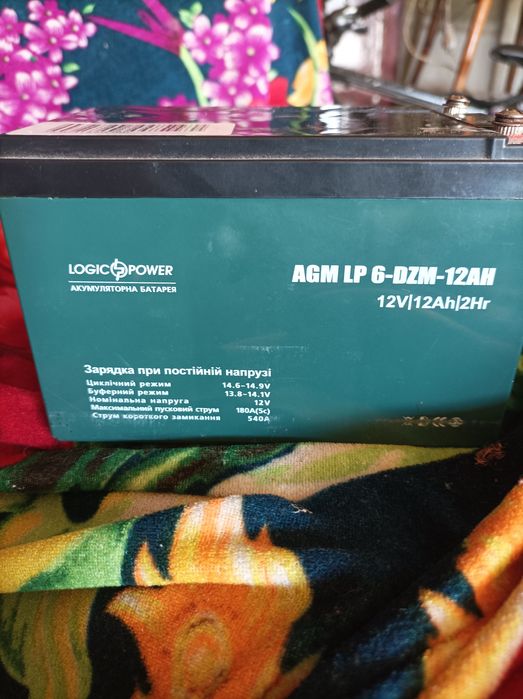 LOGIC POWER
АКУМУЛЯТОРНА БАТАРЕЯ
AGM LP 6-DZM-12AH
12V|12Ah|2Hr
Зарядка при постійній напрузі
Циклічний режим 14.6-14.9V
Буферний режим 13.8-14.1V
Номінальна напруга 12V
Максимальний пусковий струм 180A(5c)
Струм короткого замикання 540A